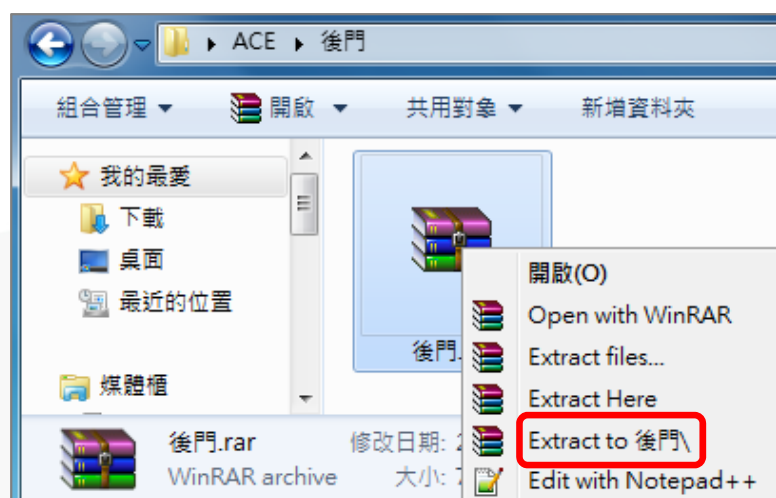 ACE 後門
組合管理 開啟 共用對象 新增資料夾
我的最愛
下載
桌面
最近的位置
媒體櫃
後門.
開啟(O)
Open with WinRAR
Extract files...
Extract Here
Extract to 後門\
Edit with Notepad++
後門.rar 修改日期:
WinRAR archive 大小: